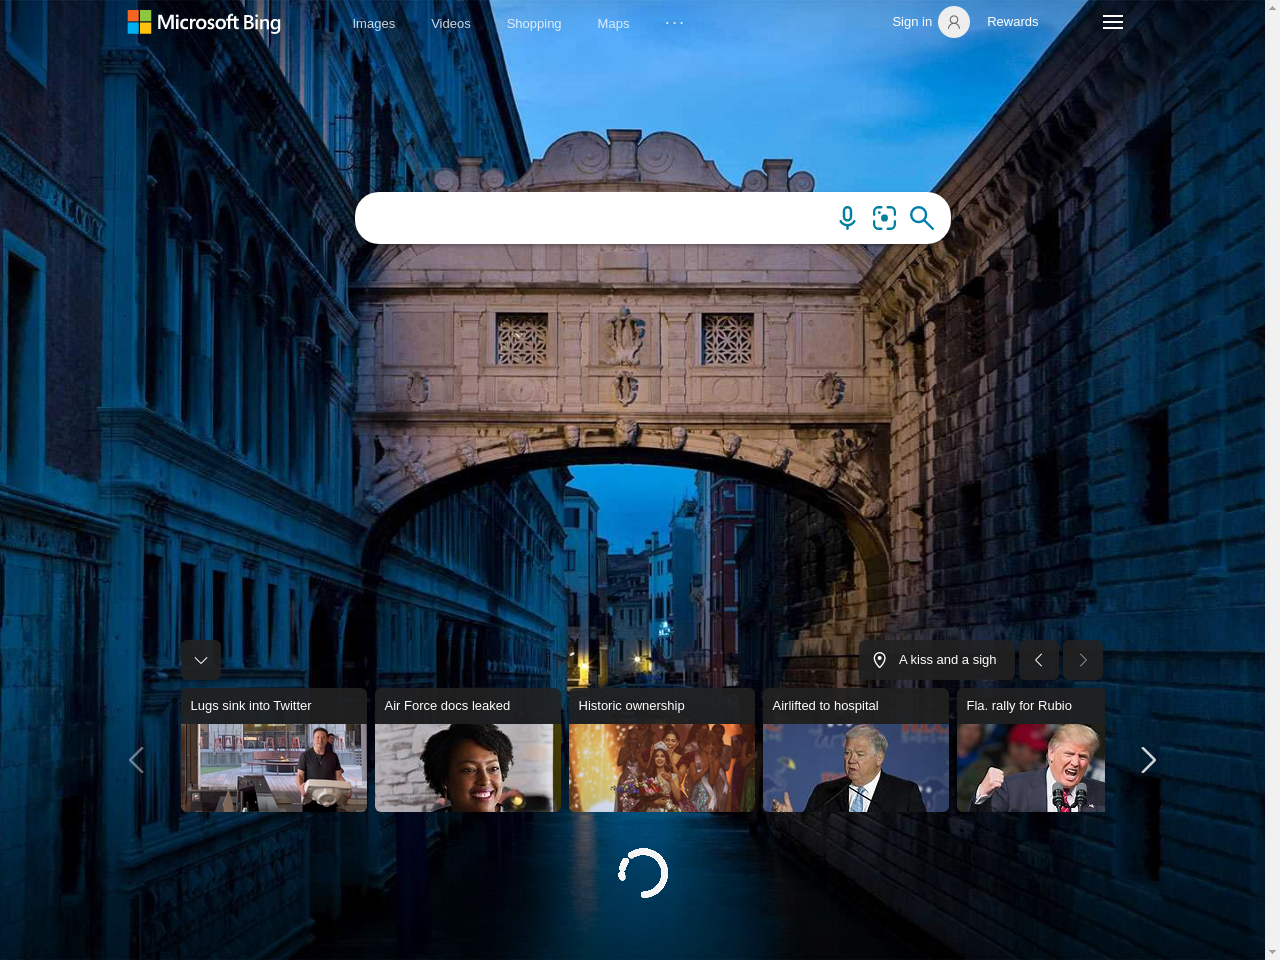 Microsoft Bing
Images
Videos
Shopping
Maps
Sign in
Rewards
A kiss and a sigh
Lugs sink into Twitter
Air Force docs leaked
Historic ownership
Airlifted to hospital
Fla. rally for Rubio